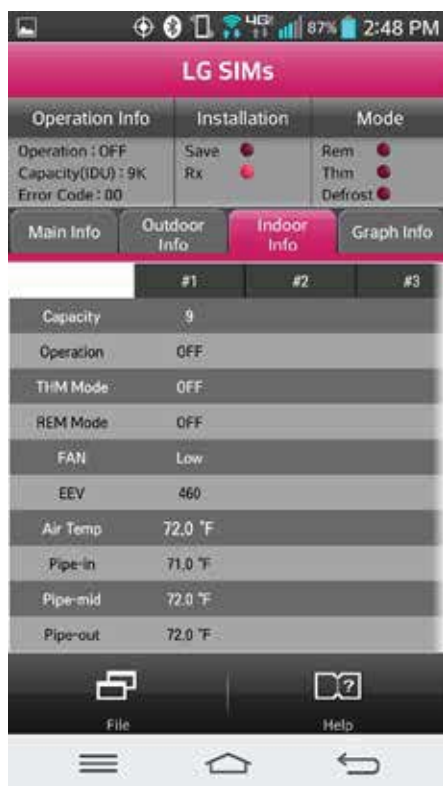 4G 87% 2:48 PM
LG SIMs
Operation Info Installation Mode
Operation : OFF Save Rem
Capacity(IDU) : 9K Rx Thm
Error Code : 00 Defrost
Main Info Outdoor Info Indoor Info Graph Info
#1 #2 #3
Capacity 9
Operation OFF
THM Mode OFF
REM Mode OFF
FAN Low
EEV 460
Air Temp 72.0 °F
Pipe-in 71.0 °F
Pipe-mid 72.0 °F
Pipe-out 72.0 °F
File Help